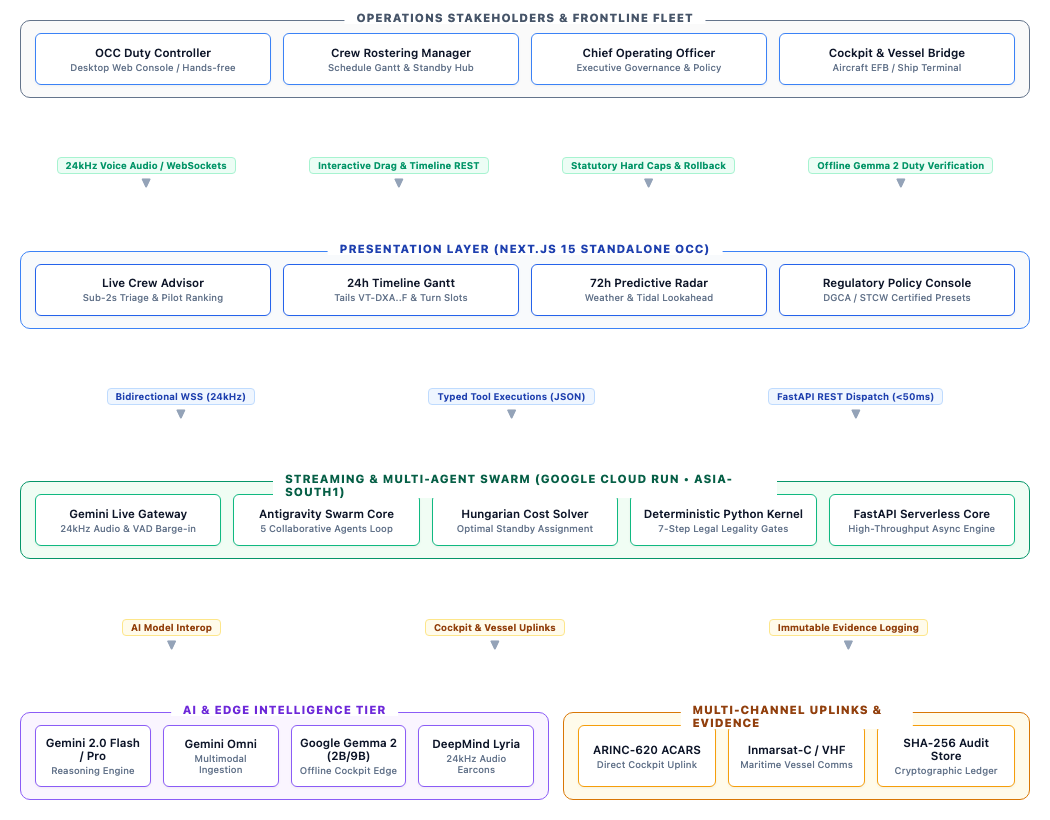 OPERATIONS STAKEHOLDERS & FRONTLINE FLEET
OCC Duty Controller
Desktop Web Console / Hands-free
Crew Rostering Manager
Schedule Gantt & Standby Hub
Chief Operating Officer
Executive Governance & Policy
Cockpit & Vessel Bridge
Aircraft EFB / Ship Terminal
24kHz Voice Audio / WebSockets
Interactive Drag & Timeline REST
Statutory Hard Caps & Rollback
Offline Gemma 2 Duty Verification
PRESENTATION LAYER (NEXT.JS 15 STANDALONE OCC)
Live Crew Advisor
Sub-2s Triage & Pilot Ranking
24h Timeline Gantt
Tails VT-DXA..F & Turn Slots
72h Predictive Radar
Weather & Tidal Lookahead
Regulatory Policy Console
DGCA / STCW Certified Presets
Bidirectional WSS (24kHz)
Typed Tool Executions (JSON)
FastAPI REST Dispatch (<50ms)
STREAMING & MULTI-AGENT SWARM (GOOGLE CLOUD RUN • ASIA-
SOUTH1)
Gemini Live Gateway
24kHz Audio & VAD Barge-in
Antigravity Swarm Core
5 Collaborative Agents Loop
Hungarian Cost Solver
Optimal Standby Assignment
Deterministic Python Kernel
7-Step Legal Legality Gates
FastAPI Serverless Core
High-Throughput Async Engine
AI Model Interop
Cockpit & Vessel Uplinks
Immutable Evidence Logging
AI & EDGE INTELLIGENCE TIER
Gemini 2.0 Flash
/ Pro
Reasoning Engine
Gemini Omni
Multimodal
Ingestion
Google Gemma 2
(2B/9B)
Offline Cockpit Edge
DeepMind Lyria
24kHz Audio
Earcons
MULTI-CHANNEL UPLINKS &
EVIDENCE
ARINC-620 ACARS
Direct Cockpit Uplink
Inmarsat-C / VHF
Maritime Vessel Comms
SHA-256 Audit
Store
Cryptographic Ledger